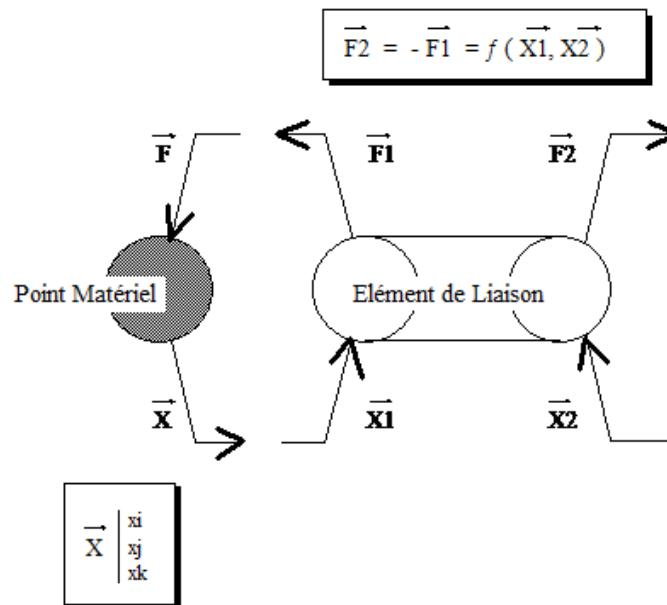 F2 = - F1 = f ( X1, X2 )
F F1 F2
Point Matériel Elément de Liaison
X X1 X2
xi
X xj
xk